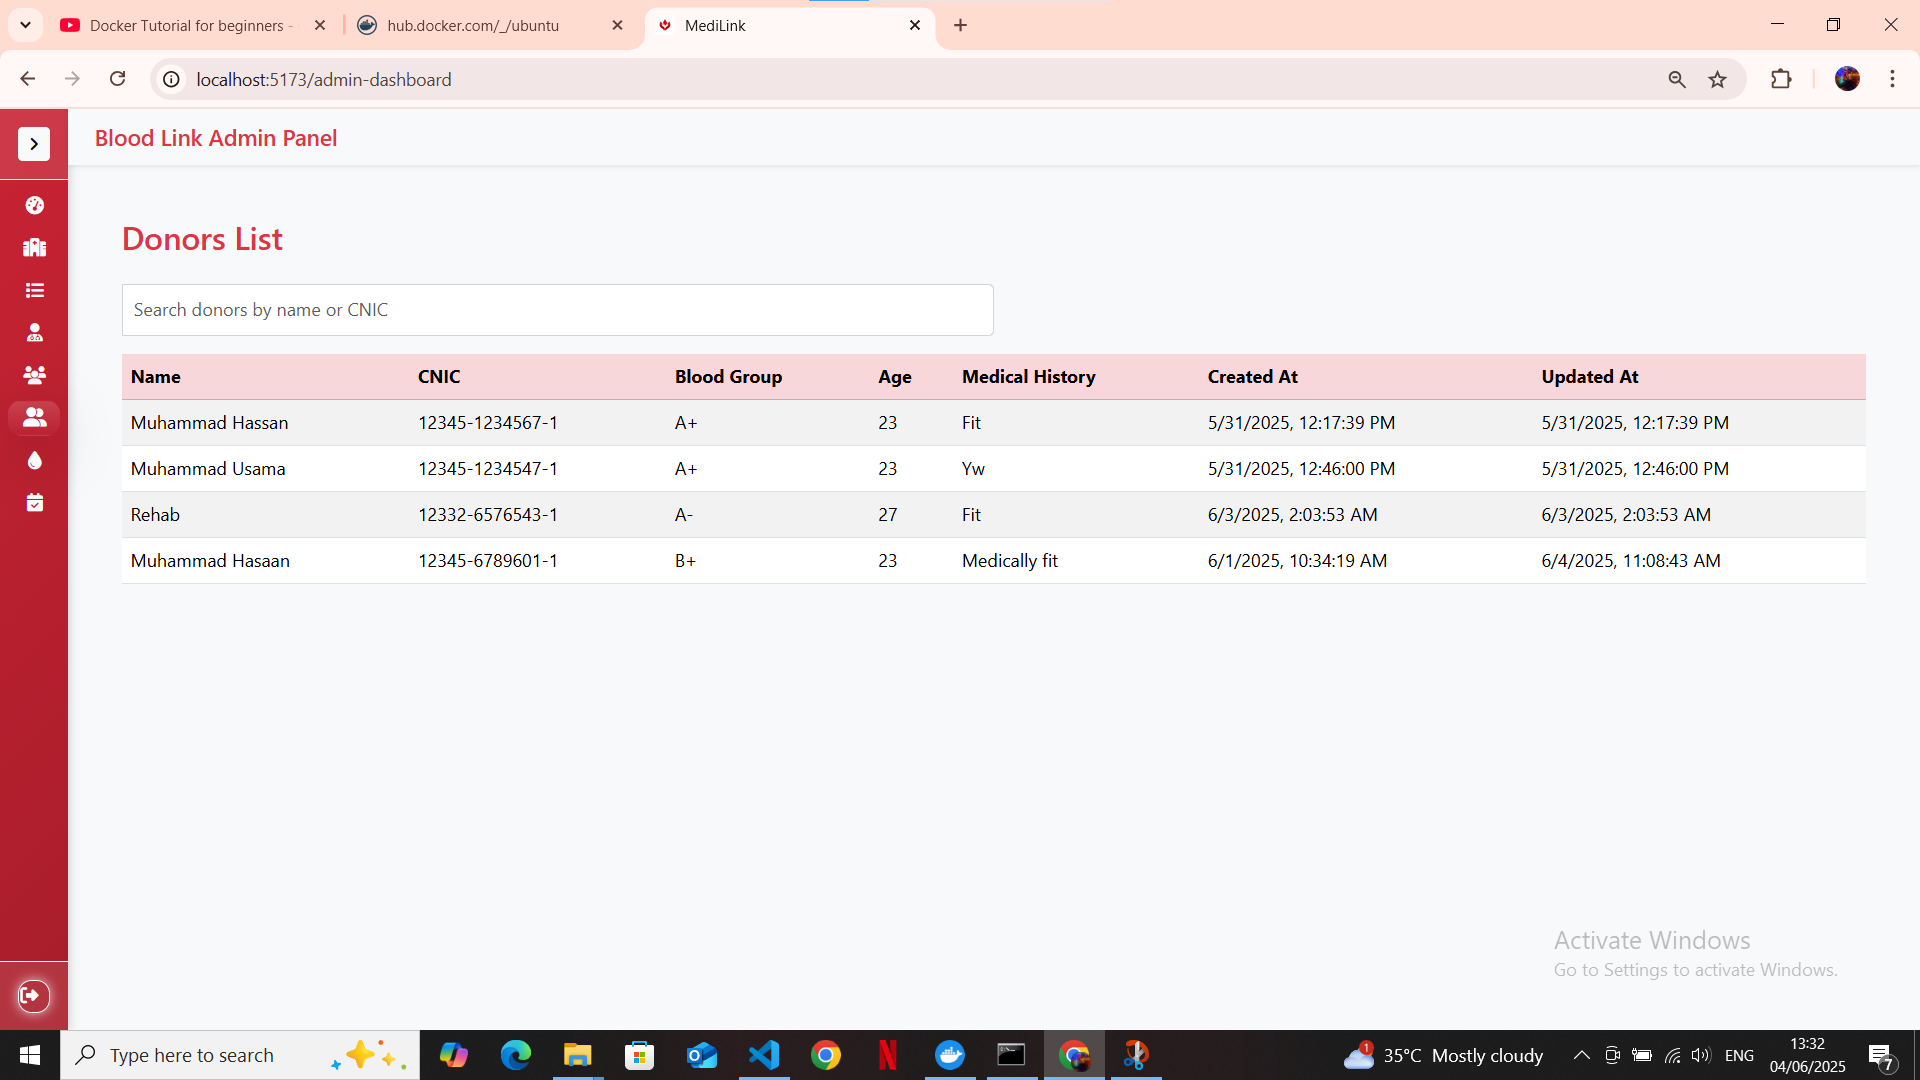 Docker Tutorial for beginners -
hub.docker.com/_/ubuntu
MediLink
localhost:5173/admin-dashboard
Blood Link Admin Panel
Donors List
Search donors by name or CNIC
Name CNIC Blood Group Age Medical History Created At Updated At
Muhammad Hassan 12345-1234567-1 A+ 23 Fit 5/31/2025, 12:17:39 PM 5/31/2025, 12:17:39 PM
Muhammad Usama 12345-1234547-1 A+ 23 Yw 5/31/2025, 12:46:00 PM 5/31/2025, 12:46:00 PM
Rehab 12332-6576543-1 A- 27 Fit 6/3/2025, 2:03:53 AM 6/3/2025, 2:03:53 AM
Muhammad Hasaan 12345-6789601-1 B+ 23 Medically fit 6/1/2025, 10:34:19 AM 6/4/2025, 11:08:43 AM
Activate Windows
Go to Settings to activate Windows.
Type here to search
1
35°C Mostly cloudy
ENG
13:32
04/06/2025
7